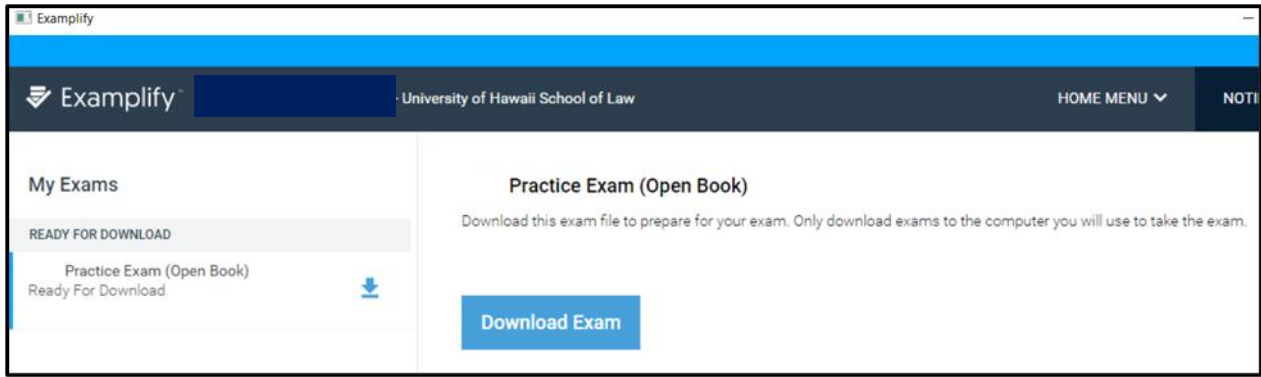 Examplify
Examplify™ - University of Hawaii School of Law HOME MENU
My Exams
READY FOR DOWNLOAD
Practice Exam (Open Book)
Ready For Download
Practice Exam (Open Book)
Download this exam file to prepare for your exam. Only download exams to the computer you will use to take the exam.
Download Exam